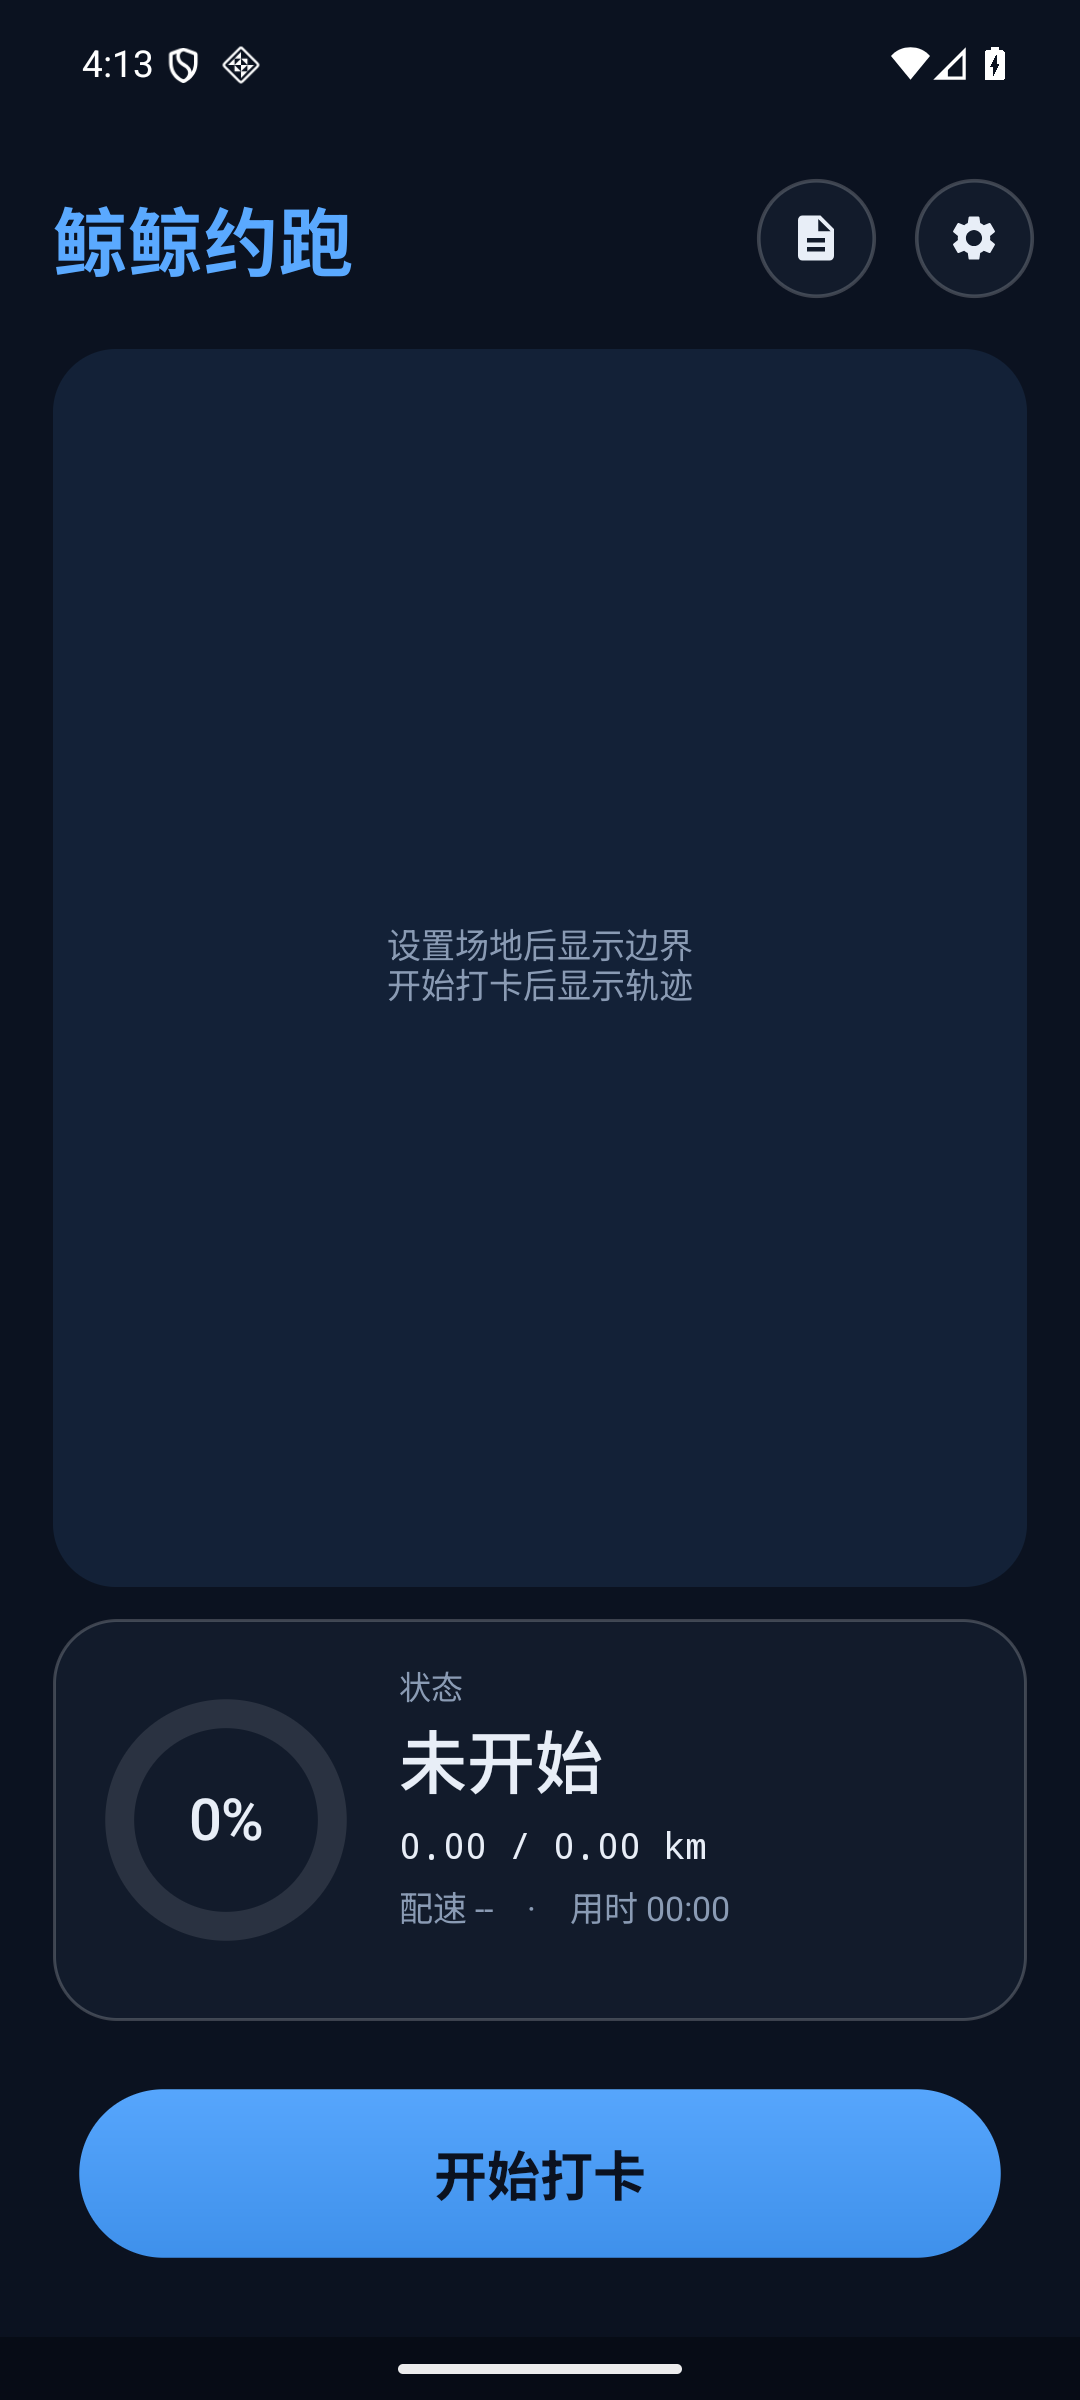 4:13
鲸鲸约跑
设置场地后显示边界
开始打卡后显示轨迹
状态
未开始
0%
0.00 / 0.00 km
配速 -- · 用时 00:00
开始打卡